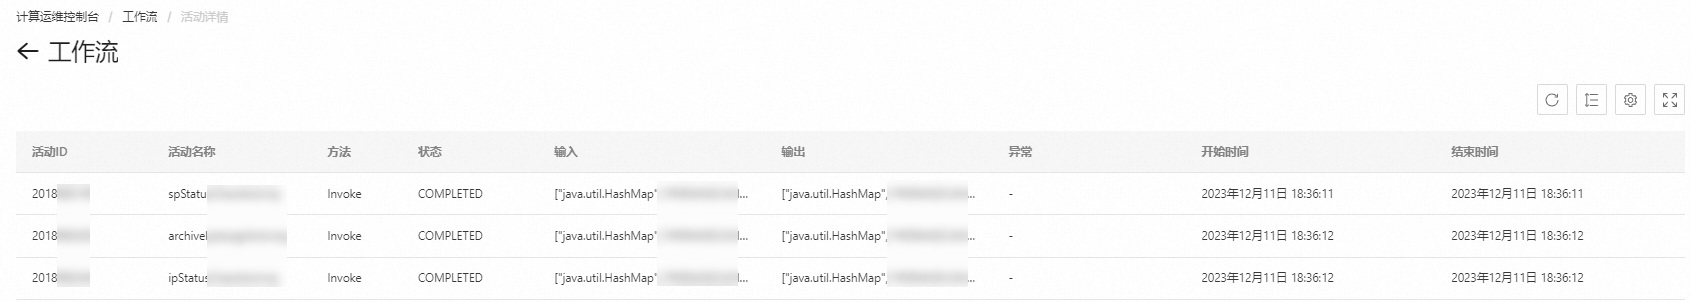 计算运维控制台 / 工作流 / 活动详情
← 工作流
活动ID 活动名称 方法 状态 输入 输出 异常 开始时间 结束时间
2018 spStatu Invoke COMPLETED ["java.util.HashMap" ... ["java.util.HashMap", ... - 2023年12月11日 18:36:11 2023年12月11日 18:36:11
2018 archive Invoke COMPLETED ["java.util.HashMap" ... ["java.util.HashMap", ... - 2023年12月11日 18:36:12 2023年12月11日 18:36:12
2018 ipStatus Invoke COMPLETED ["java.util.HashMap" ... ["java.util.HashMap", ... - 2023年12月11日 18:36:12 2023年12月11日 18:36:12